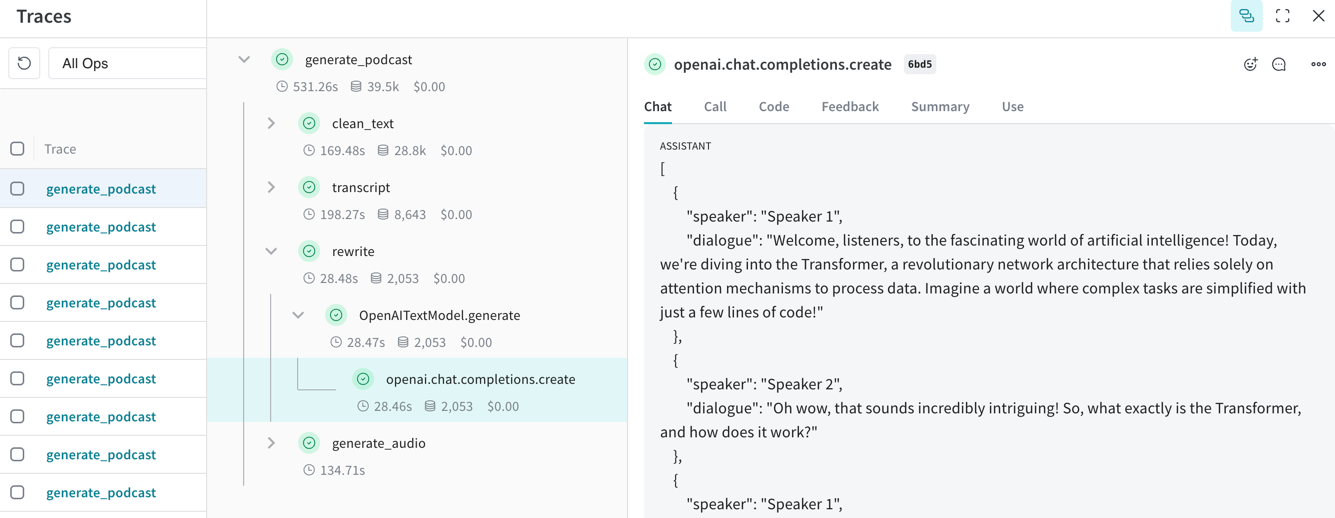 Traces
All Ops
Trace
generate_podcast
generate_podcast
generate_podcast
generate_podcast
generate_podcast
generate_podcast
generate_podcast
generate_podcast
generate_podcast
generate_podcast
531.26s 39.5k $0.00
clean_text
169.48s 28.8k $0.00
transcript
198.27s 8,643 $0.00
rewrite
28.48s 2,053 $0.00
OpenAITextModel.generate
28.47s 2,053 $0.00
openai.chat.completions.create
28.46s 2,053 $0.00
generate_audio
134.71s
openai.chat.completions.create 6bd5
Chat Call Code Feedback Summary Use
ASSISTANT
[
{
"speaker": "Speaker 1",
"dialogue": "Welcome, listeners, to the fascinating world of artificial intelligence! Today,
we're diving into the Transformer, a revolutionary network architecture that relies solely on
attention mechanisms to process data. Imagine a world where complex tasks are simplified with
just a few lines of code!"
},
{
"speaker": "Speaker 2",
"dialogue": "Oh wow, that sounds incredibly intriguing! So, what exactly is the Transformer,
and how does it work?"
},
{
"speaker": "Speaker 1",